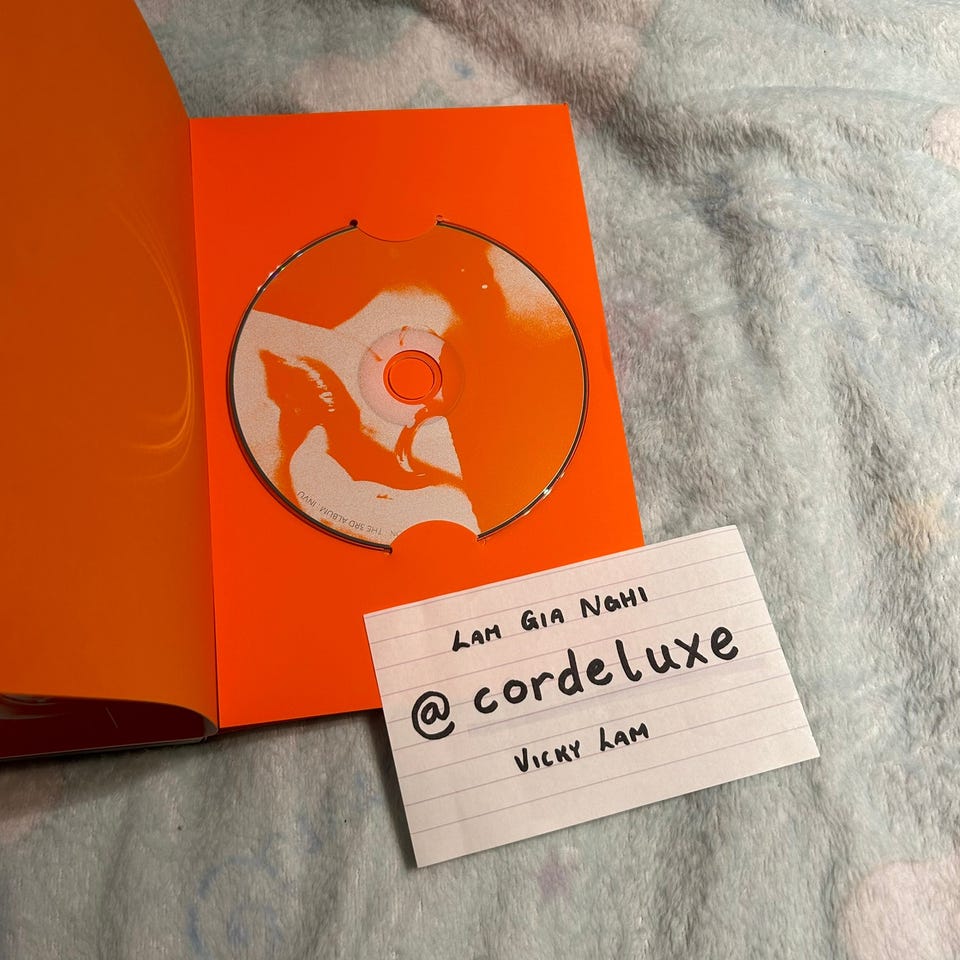 THE 3RD ALBUM INVU
LAM GIA NGHI
@cordeluxe
VICKY LAM